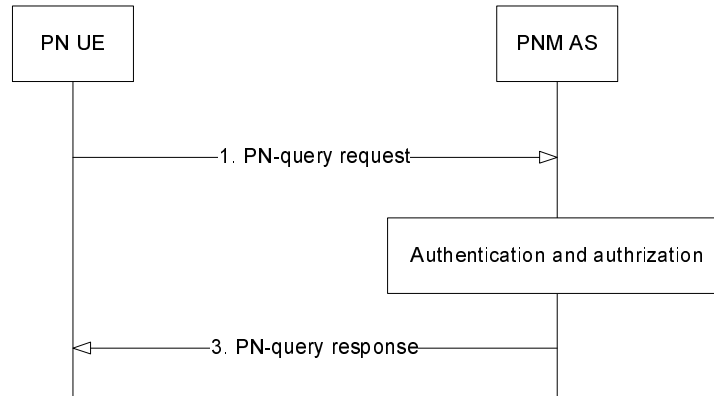 PN UE
PNM AS
1. PN-query request
Authentication and authrization
3. PN-query response